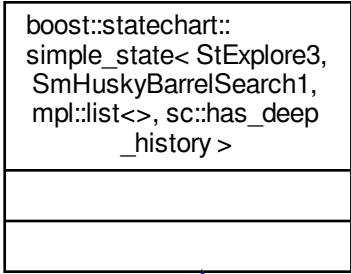 boost::statechart::
simple_state< StExplore3,
SmHuskyBarrelSearch1,
mpl::list<>, sc::has_deep
_history >